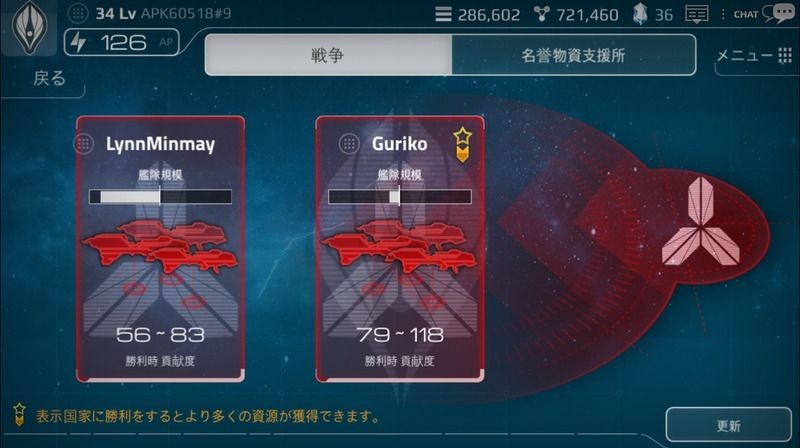 34 Lv APK60518#9
286,602
721,460
36
CHAT
126 AP
戦争
名誉物資支援所
メニュー
戻る
LynnMinmay
艦隊規模
56 ~ 83
勝利時 貢献度
Guriko
艦隊規模
79 ~ 118
勝利時 貢献度
表示国家に勝利をするとより多くの資源が獲得できます。
更新